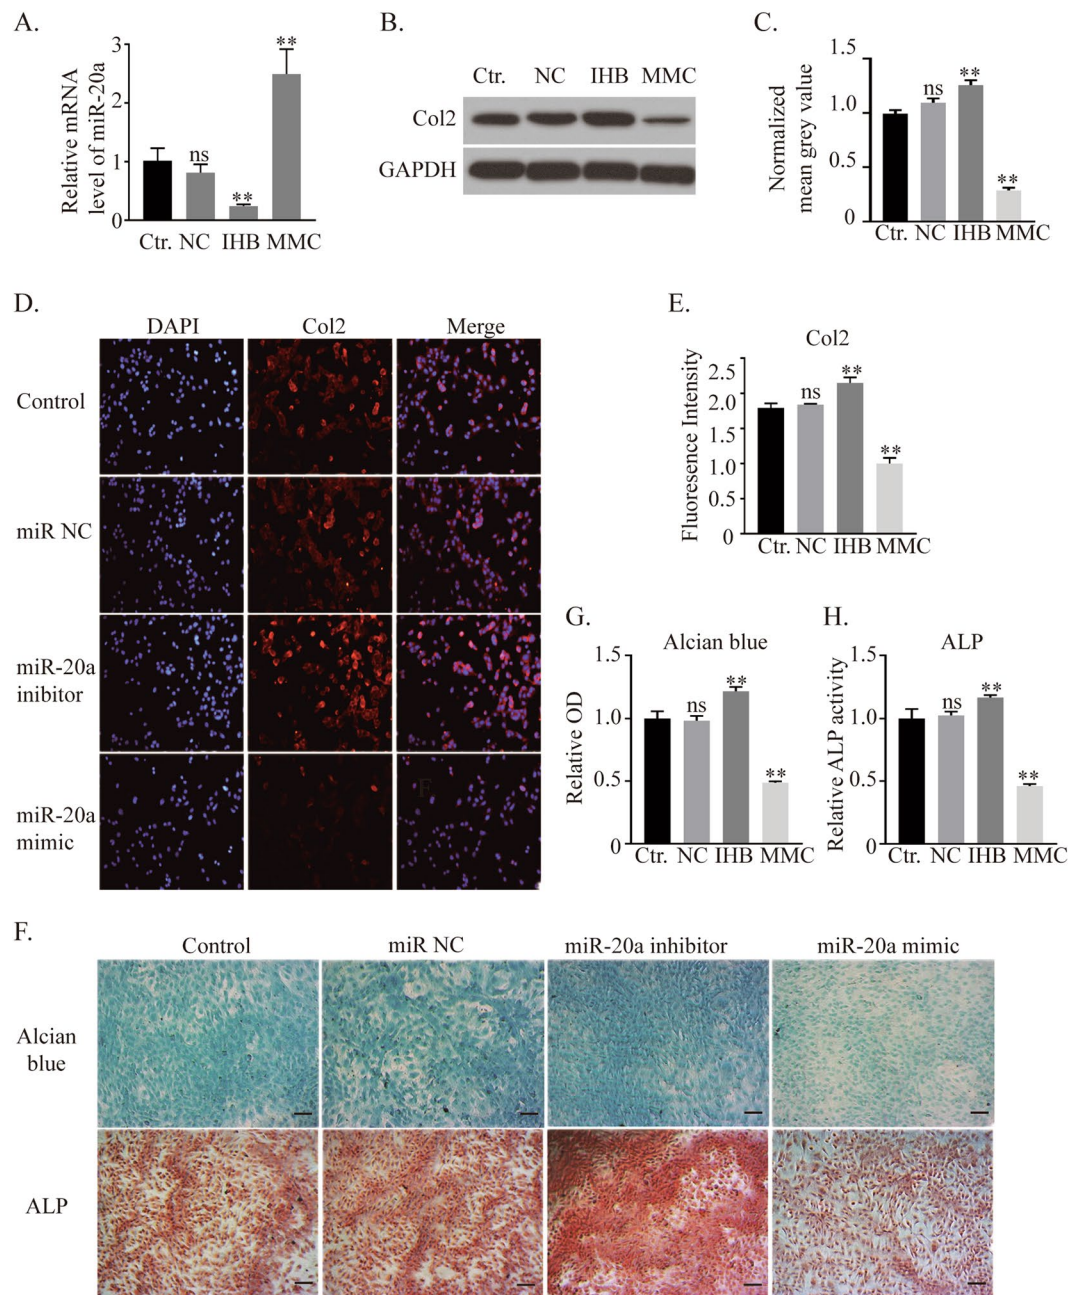 A.
Relative mRNA
level of miR-20a
3
2
1
0
ns
**
**
Ctr. NC IHB MMC
B.
Ctr. NC IHB MMC
Col2
GAPDH
C.
Normalized
mean grey value
1.5
1.0
0.5
0
ns
**
**
Ctr. NC IHB MMC
D.
DAPI Col2 Merge
Control
miR NC
miR-20a
inibitor
miR-20a
mimic
E
E.
Col2
Fluoresence Intensity
2.5
2.0
1.5
1.0
0.5
0
ns
**
**
Ctr. NC IHB MMC
G.
Alcian blue
Relative OD
1.5
1.0
0.5
0
ns
**
**
Ctr. NC IHB MMC
H.
ALP
Relative ALP activity
1.5
1.0
0.5
0
ns
**
**
Ctr. NC IHB MMC
F.
Control miR NC miR-20a inhibitor miR-20a mimic
Alcian
blue
ALP